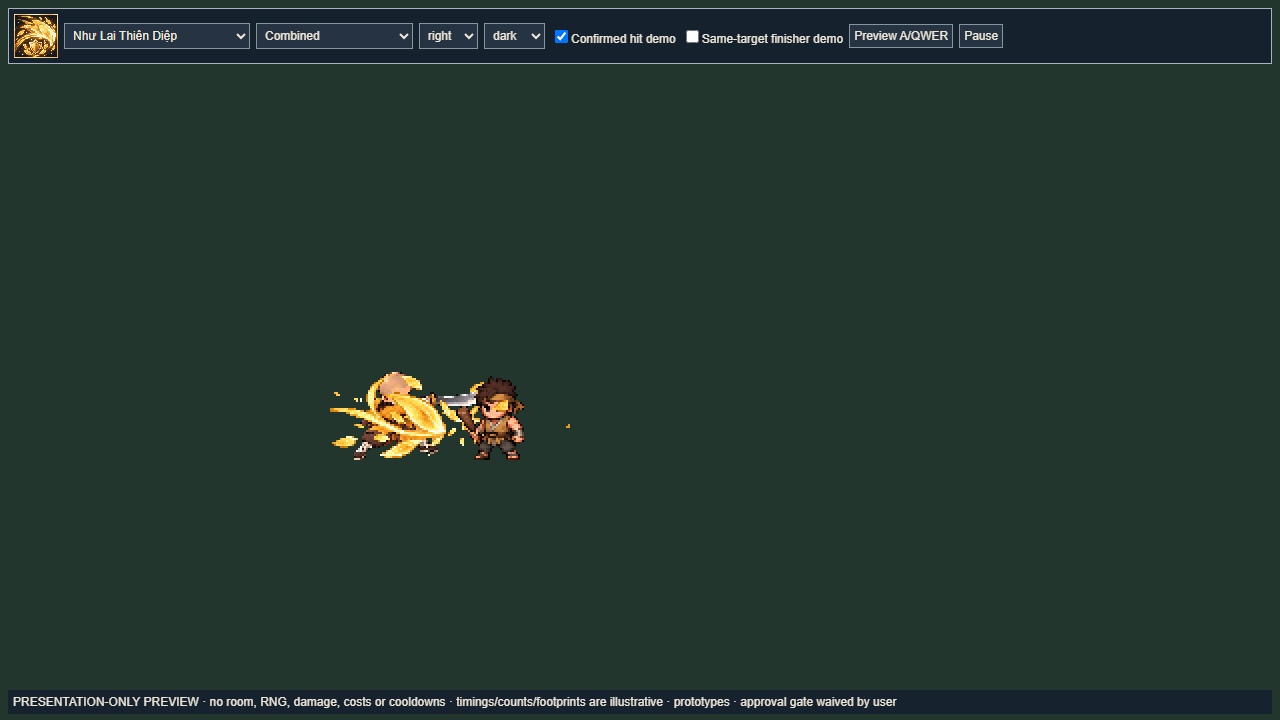 Như Lai Thiên Diệp Combined right dark Confirmed hit demo Same-target finisher demo Preview A/QWER Pause
PRESENTATION-ONLY PREVIEW · no room, RNG, damage, costs or cooldowns · timings/counts/footprints are illustrative · prototypes · approval gate waived by user